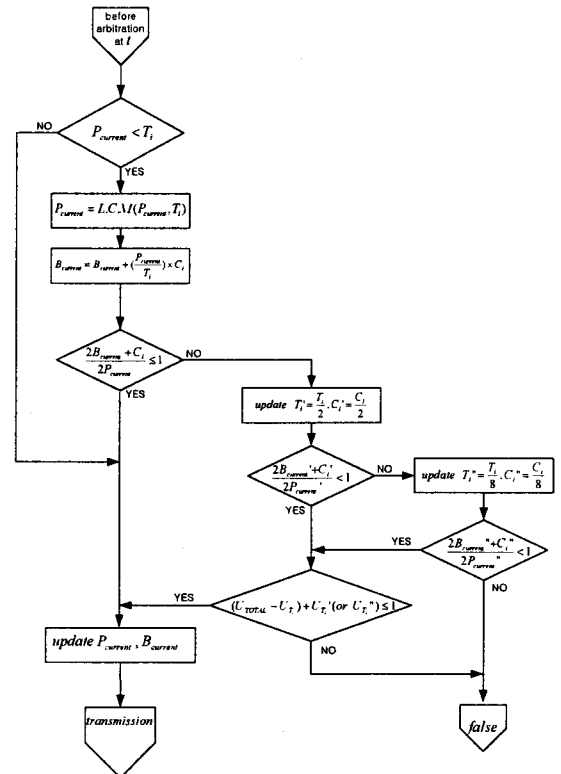 before
arbitration
at t
P_current < T_i
NO
YES
P_current = L.C.M(P_current, T_i)
B_current = B_current + (P_current / T_i) × C_i
(2B_current + C_i) / 2P_current ≤ 1
NO
YES
update T_i' = T_i / 2 . C_i' = C_i / 2
(2B_current' + C_i') / 2P_current' < 1
NO
YES
update T_i" = T_i / 8 . C_i" = C_i / 8
(2B_current" + C_i") / 2P_current" < 1
YES
NO
(U_TOTAL − U_T_i) + U_T_i' (or U_T_i") ≤ 1
YES
NO
update P_current , B_current
transmission
false